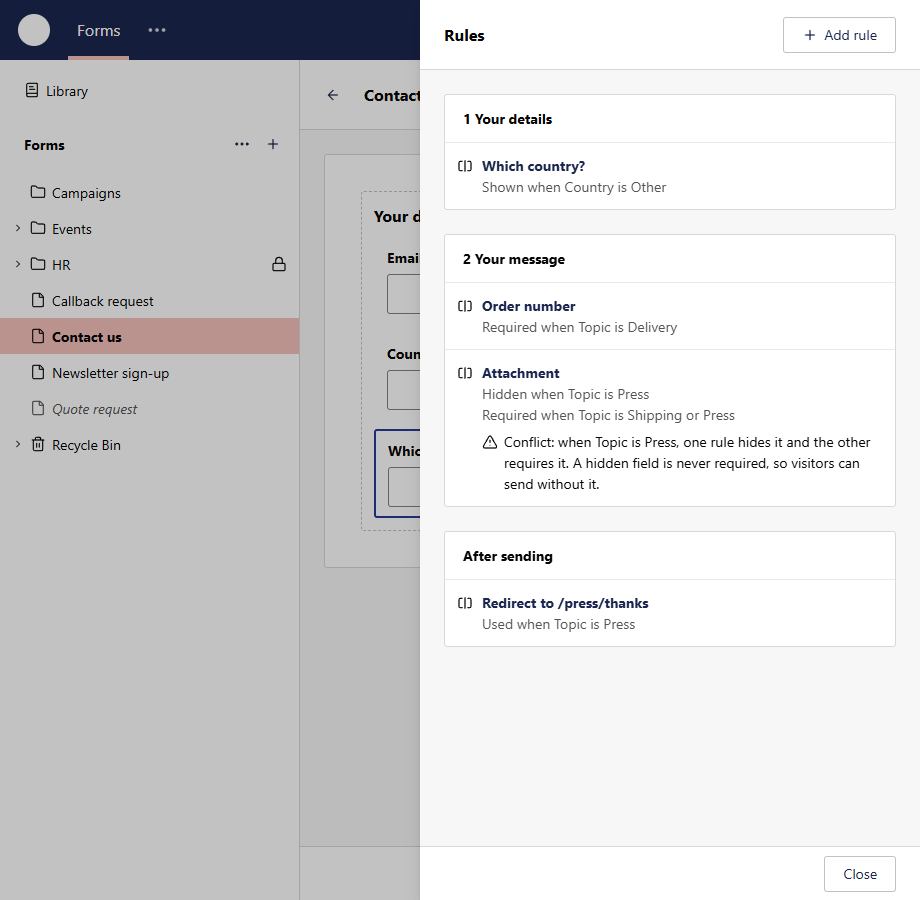 Forms
Rules
Add rule
Library
Forms
Campaigns
Events
HR
Callback request
Contact us
Newsletter sign-up
Quote request
Recycle Bin
Contact
Your d
Emai
Coun
Whic
1 Your details
Which country?
Shown when Country is Other
2 Your message
Order number
Required when Topic is Delivery
Attachment
Hidden when Topic is Press
Required when Topic is Shipping or Press
Conflict: when Topic is Press, one rule hides it and the other
requires it. A hidden field is never required, so visitors can
send without it.
After sending
Redirect to /press/thanks
Used when Topic is Press
Close